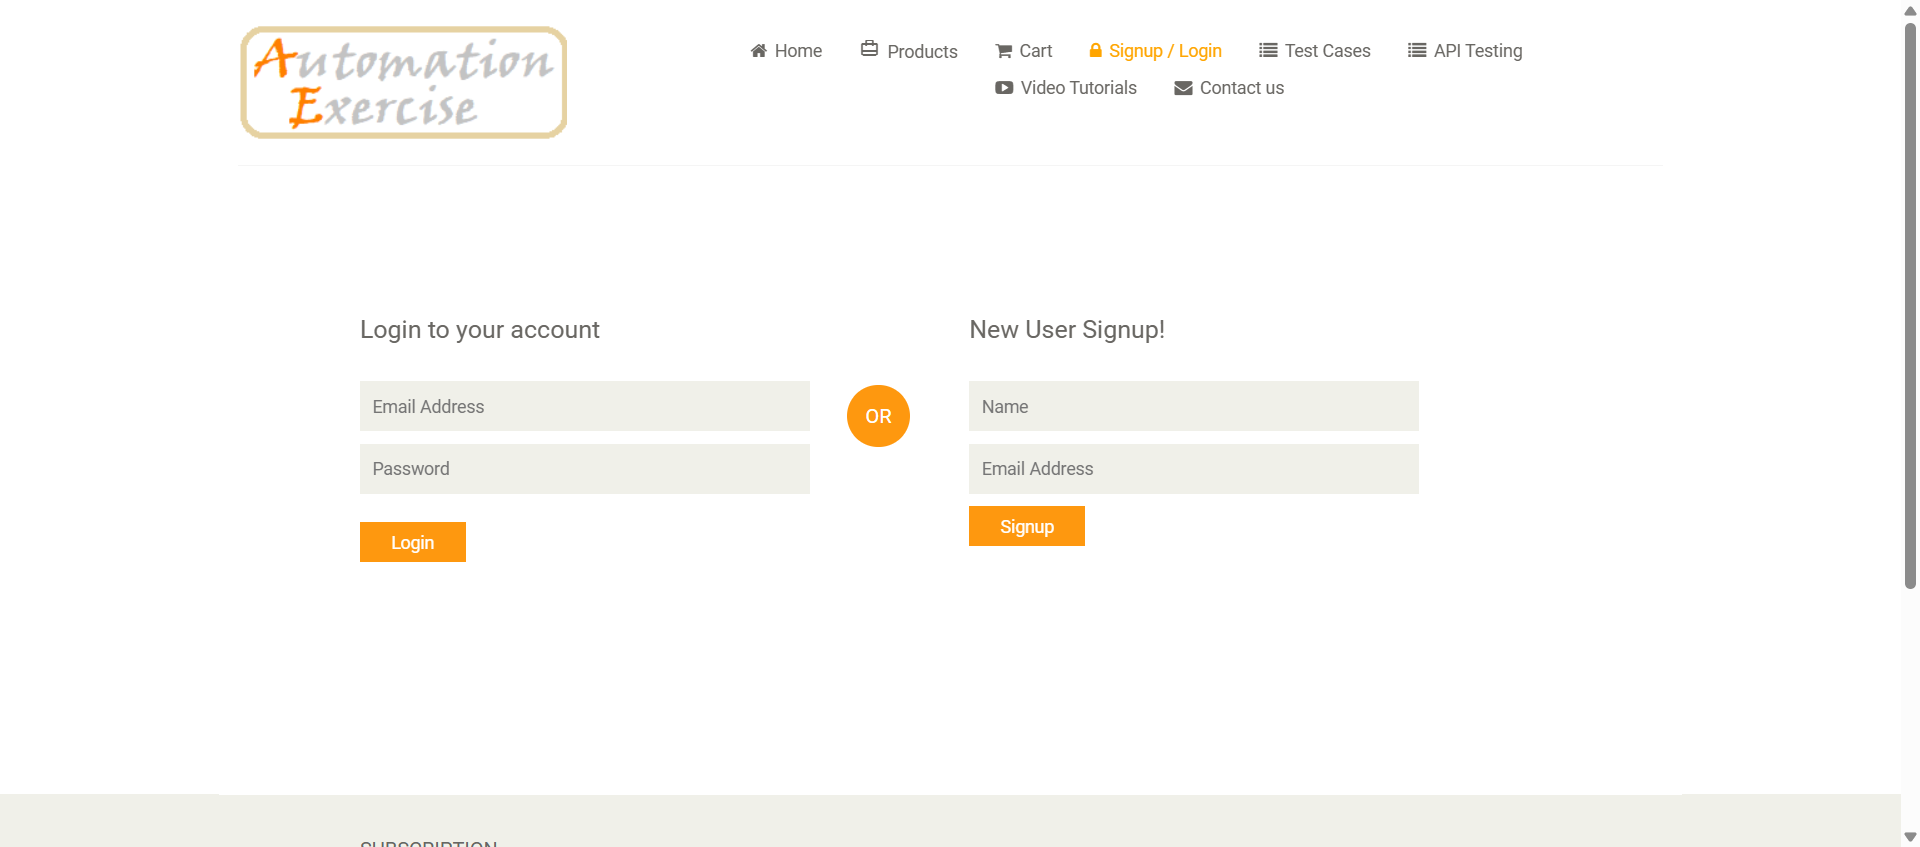 Automation
Exercise
Home Products Cart Signup / Login Test Cases API Testing
Video Tutorials Contact us
Login to your account
Email Address
Password
Login
OR
New User Signup!
Name
Email Address
Signup
SUBSCRIPTION